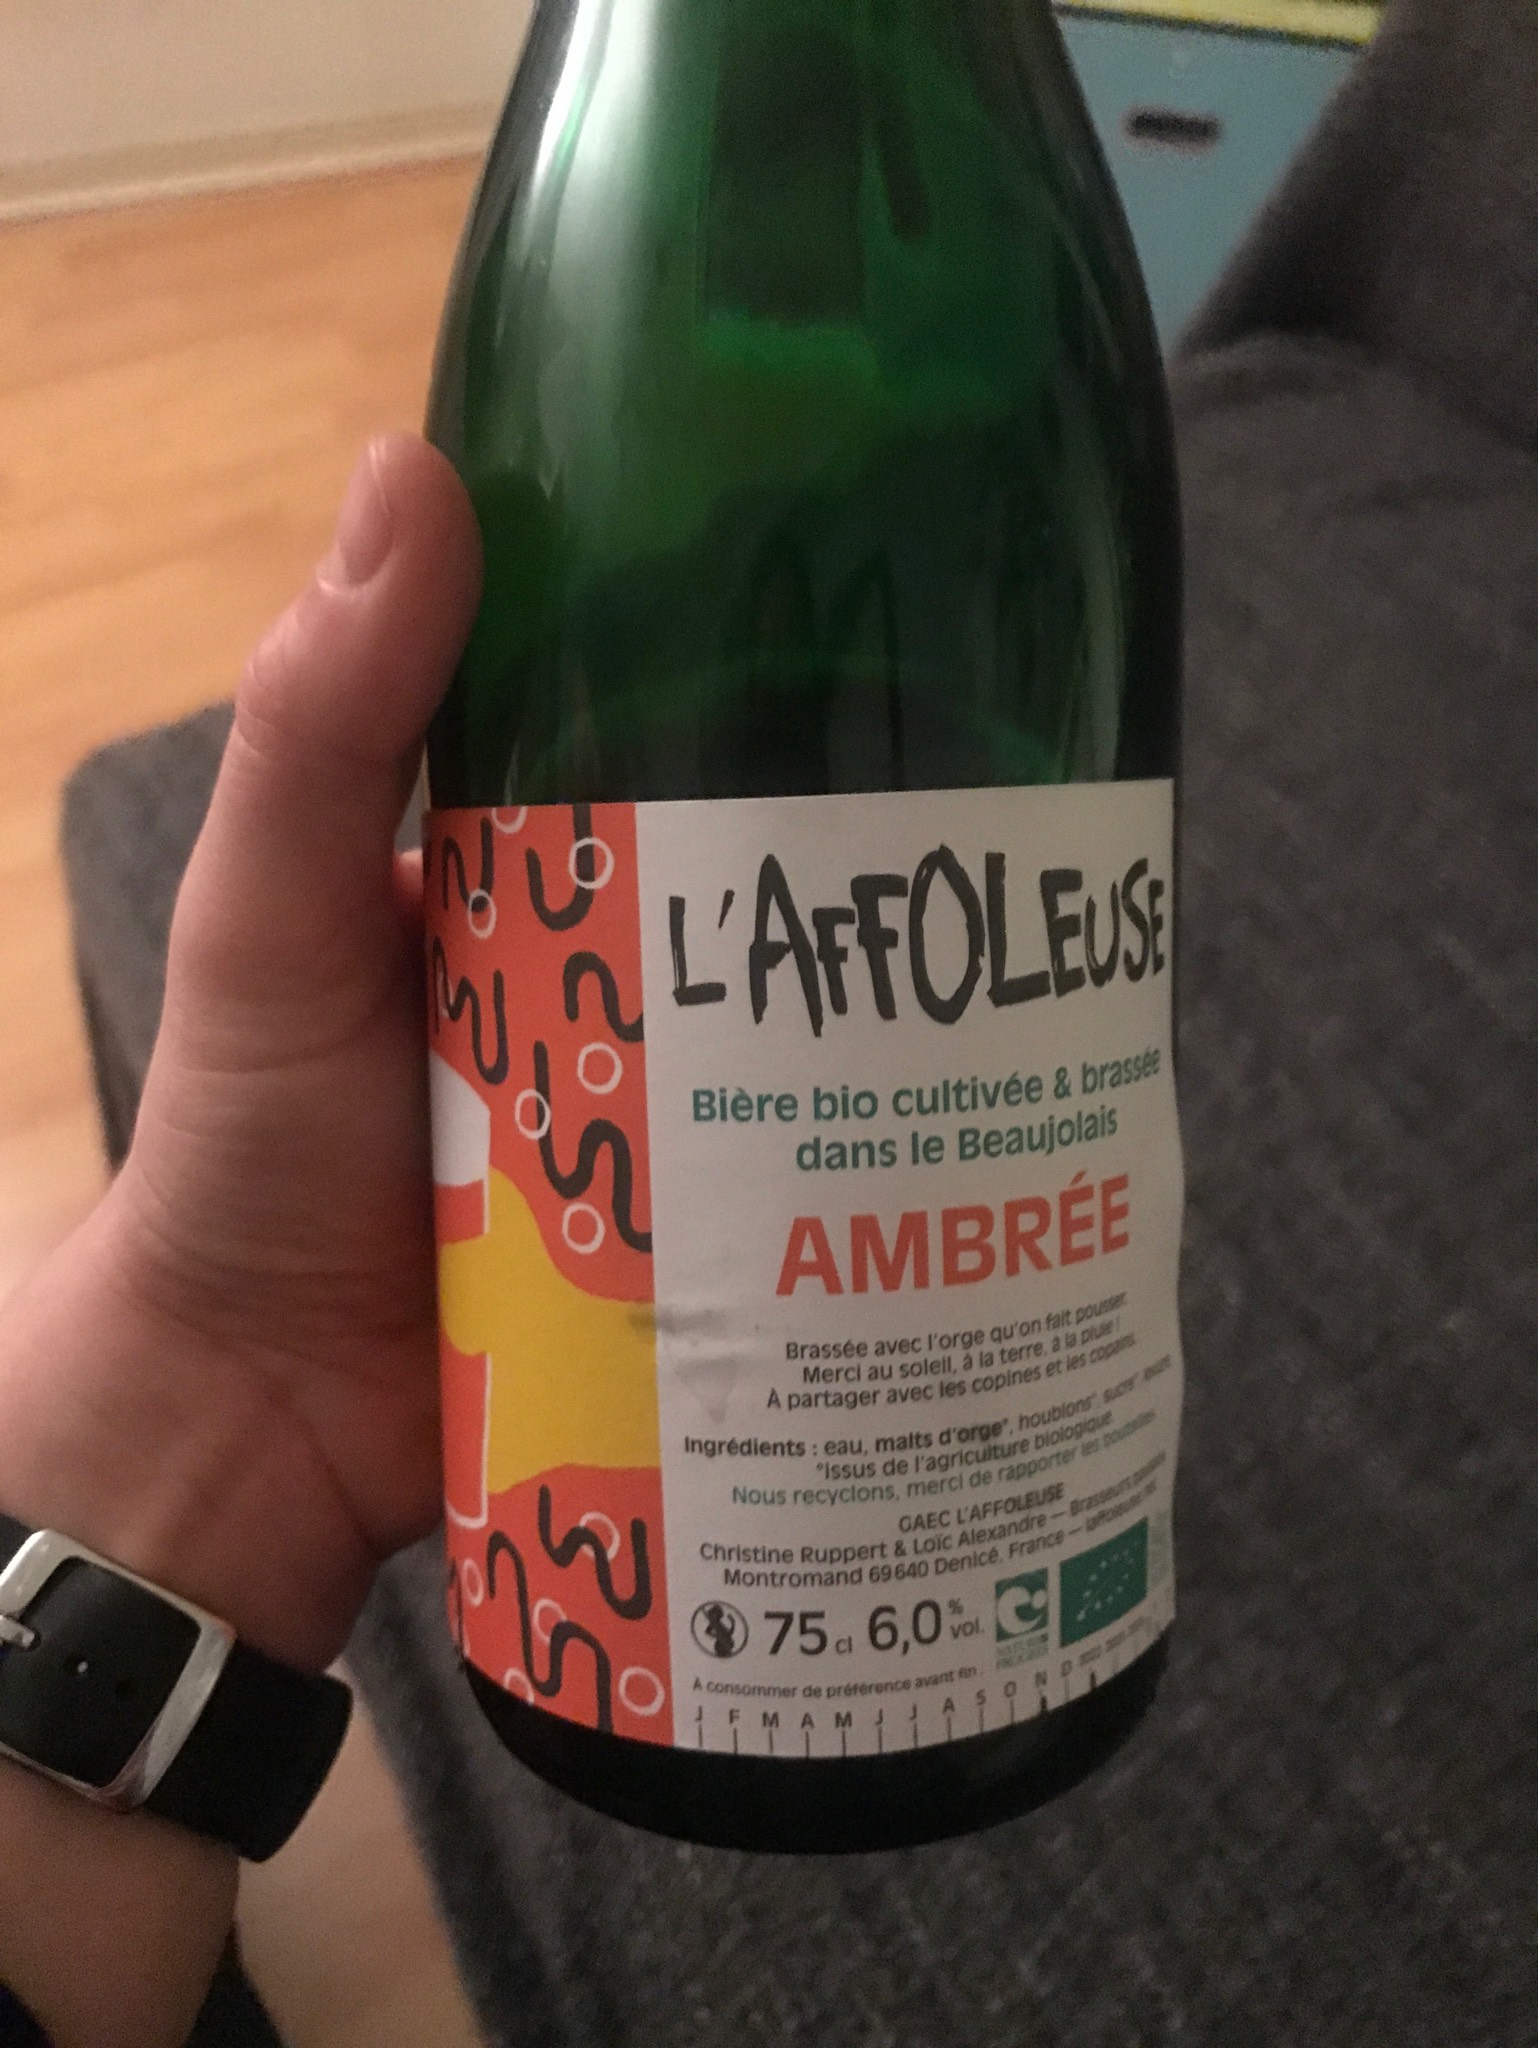 L'AFFOLEUSE
Bière bio cultivée & brassée
dans le Beaujolais
AMBRÉE
Brassée avec l'orge qu'on fait pousser.
Merci au soleil, à la terre, à la pluie !
À partager avec les copines et les copains.
Ingrédients : eau, malts d'orge*, houblons*, sucre*, levure
*Issus de l'agriculture biologique.
Nous recyclons, merci de rapporter les bouteilles
GAEC L'AFFOLEUSE
Christine Ruppert & Loïc Alexandre — Brasseurs
Montromand 69640 Denicé, France —
75 cl 6,0 % vol.
À consommer de préférence avant fin :
J F M A M J J A S O N D